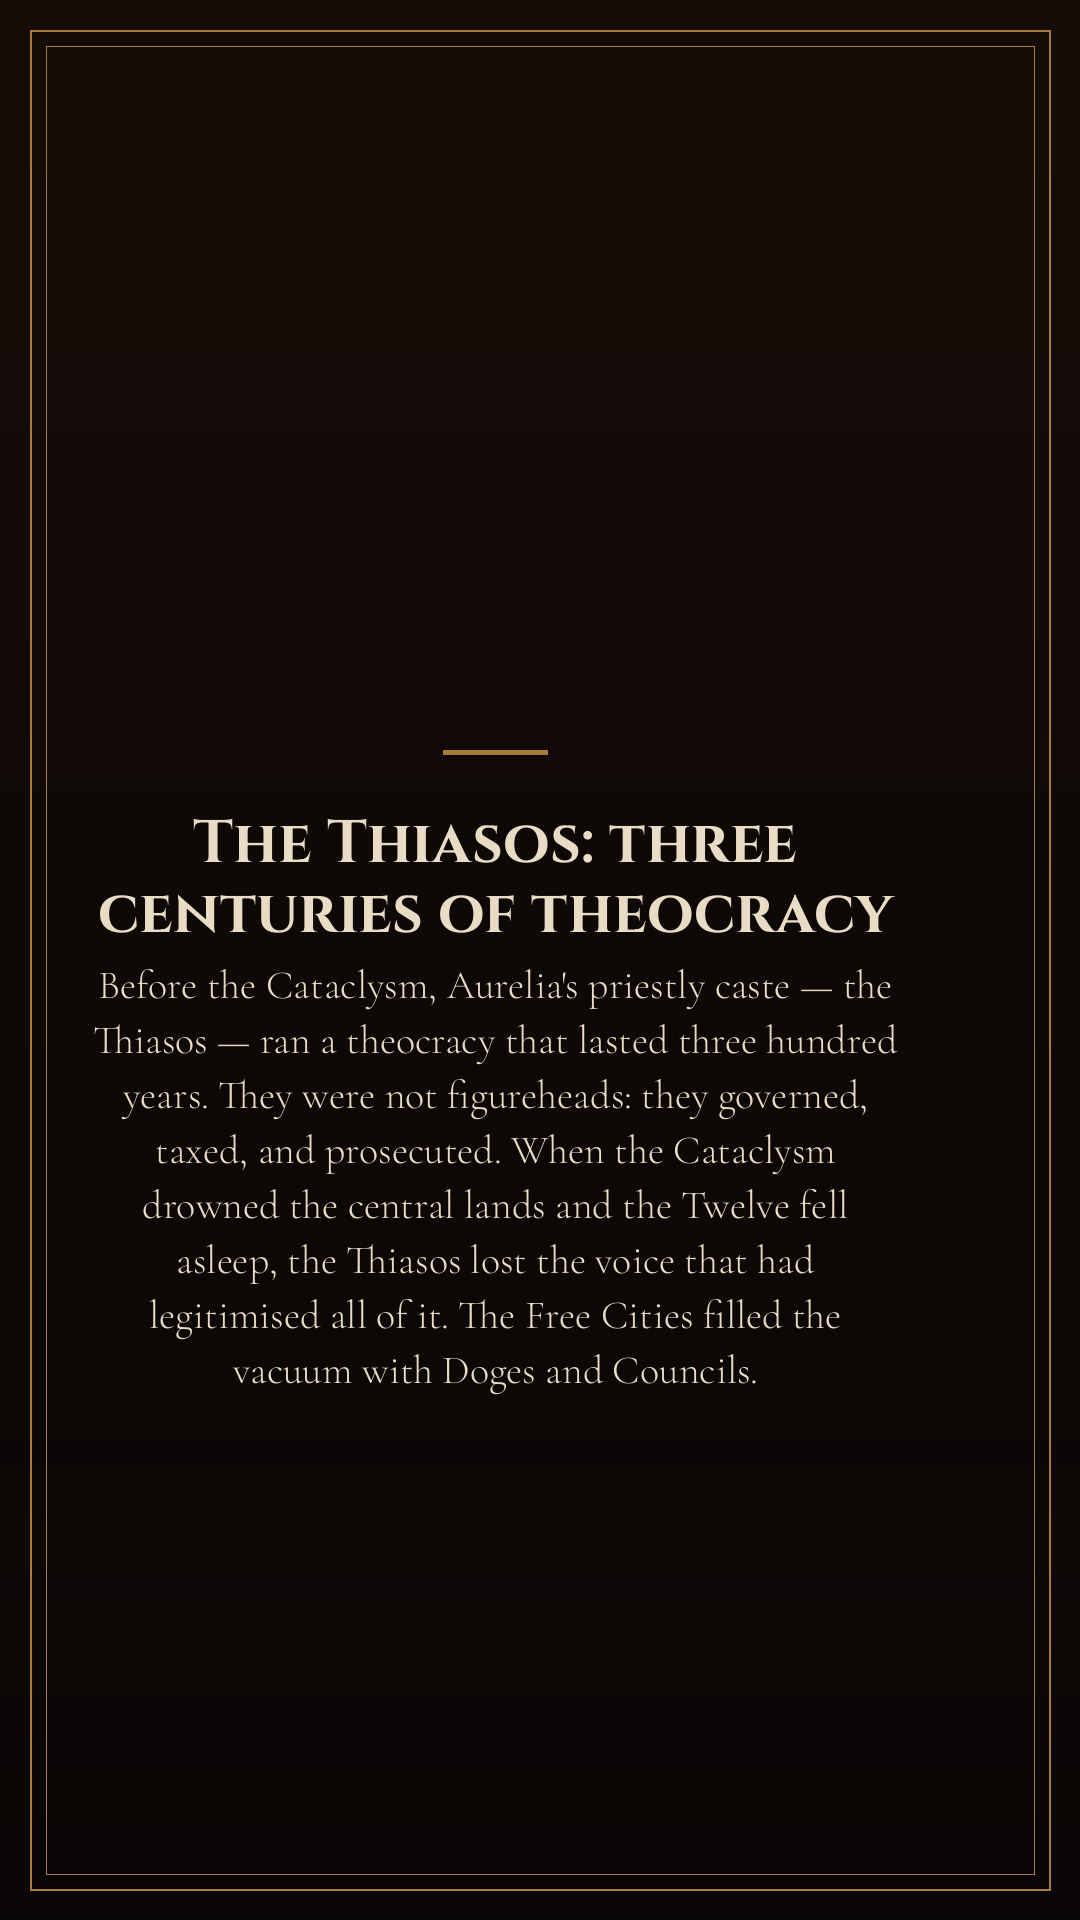 The Thiasos: three
centuries of theocracy
Before the Cataclysm, Aurelia's priestly caste — the
Thiasos — ran a theocracy that lasted three hundred
years. They were not figureheads: they governed,
taxed, and prosecuted. When the Cataclysm
drowned the central lands and the Twelve fell
asleep, the Thiasos lost the voice that had
legitimised all of it. The Free Cities filled the
vacuum with Doges and Councils.